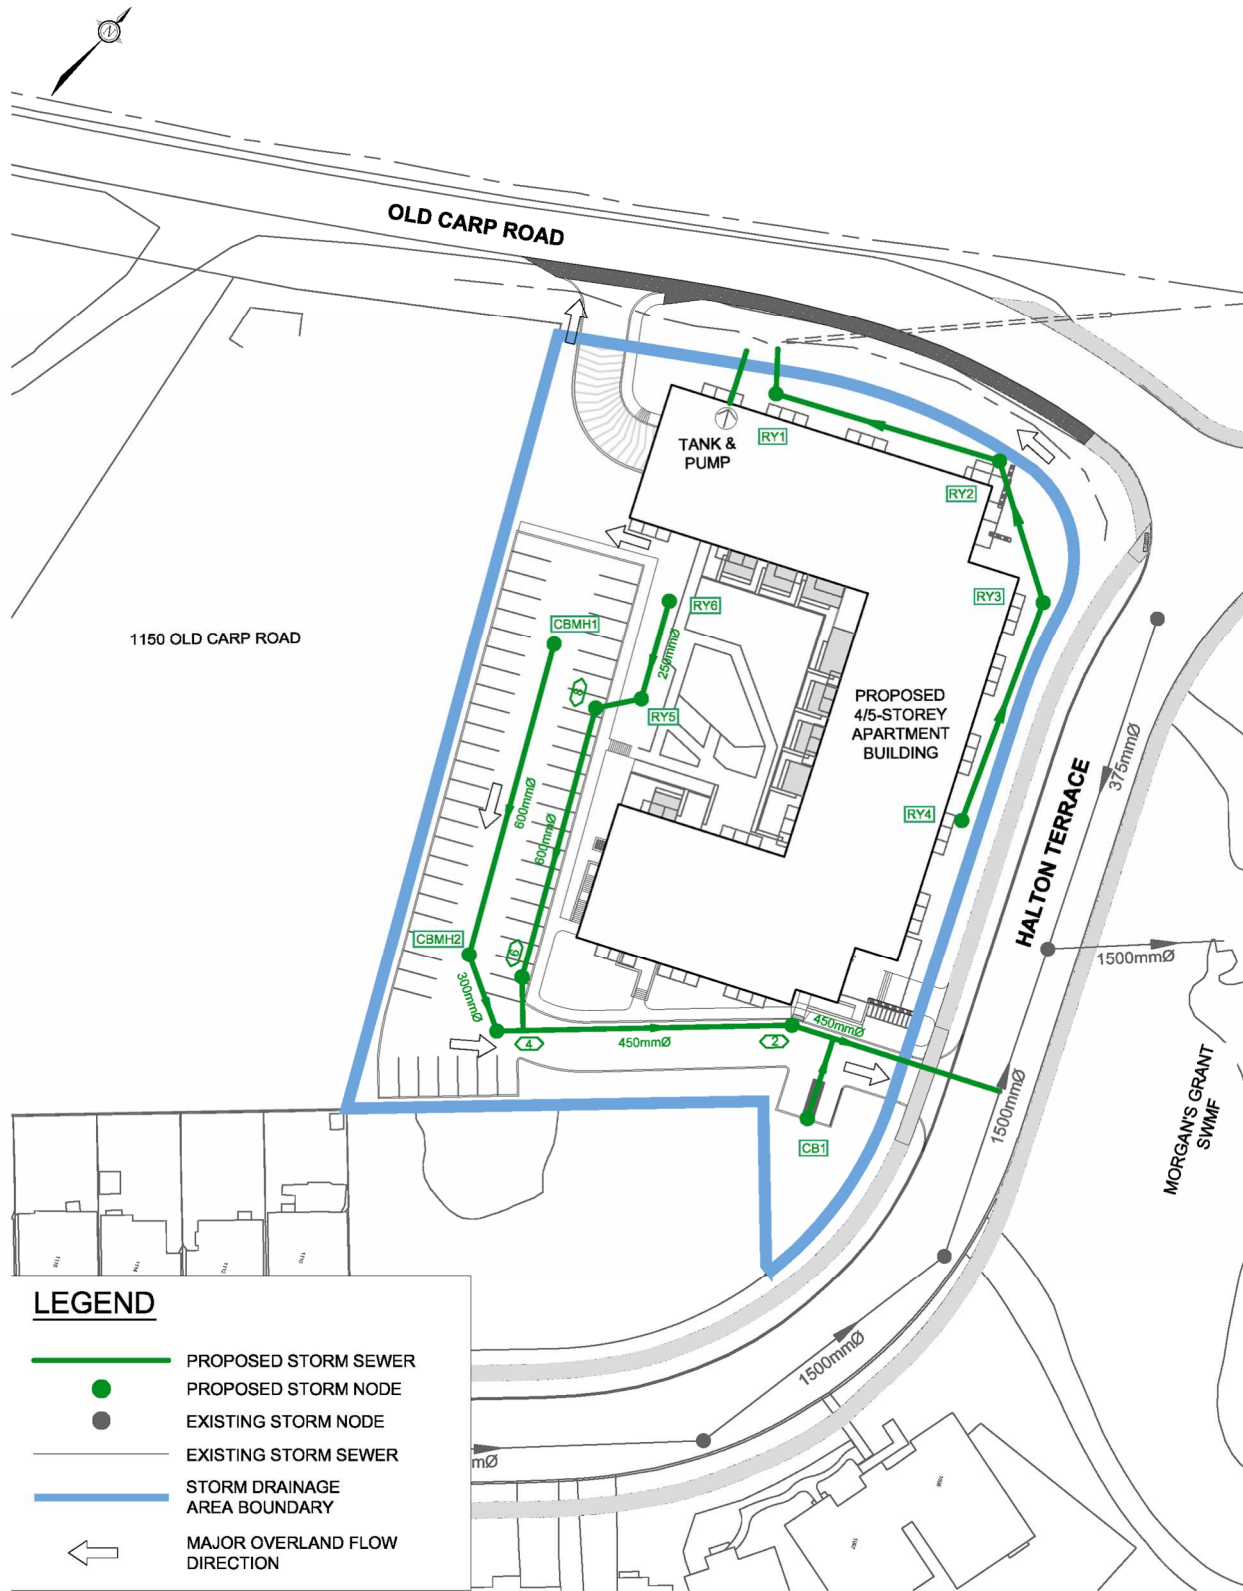 N
OLD CARP ROAD
TANK &
PUMP
RY1
RY2
RY3
RY6
CBMH1
250mmØ
8
RY5
1150 OLD CARP ROAD
PROPOSED
4/5-STOREY
APARTMENT
BUILDING
375mmØ
600mmØ
600mmØ
RY4
HALTON TERRACE
CBMH2
6
300mmØ
1500mmØ
450mmØ
4
450mmØ
2
CB1
1500mmØ
MORGAN'S GRANT
SWMF
1500mmØ
mmØ
LEGEND
PROPOSED STORM SEWER
PROPOSED STORM NODE
EXISTING STORM NODE
EXISTING STORM SEWER
STORM DRAINAGE
AREA BOUNDARY
MAJOR OVERLAND FLOW
DIRECTION